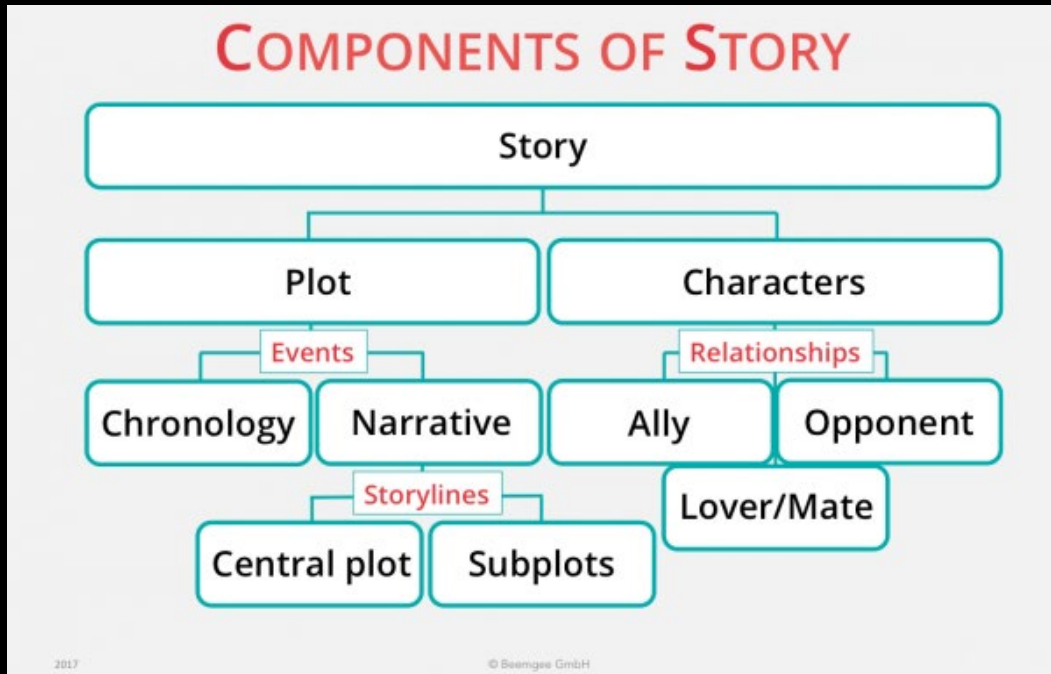 COMPONENTS OF STORY
Story
Plot
Characters
Events
Relationships
Chronology
Narrative
Ally
Opponent
Storylines
Lover/Mate
Central plot
Subplots
2017
© Beemgee GmbH